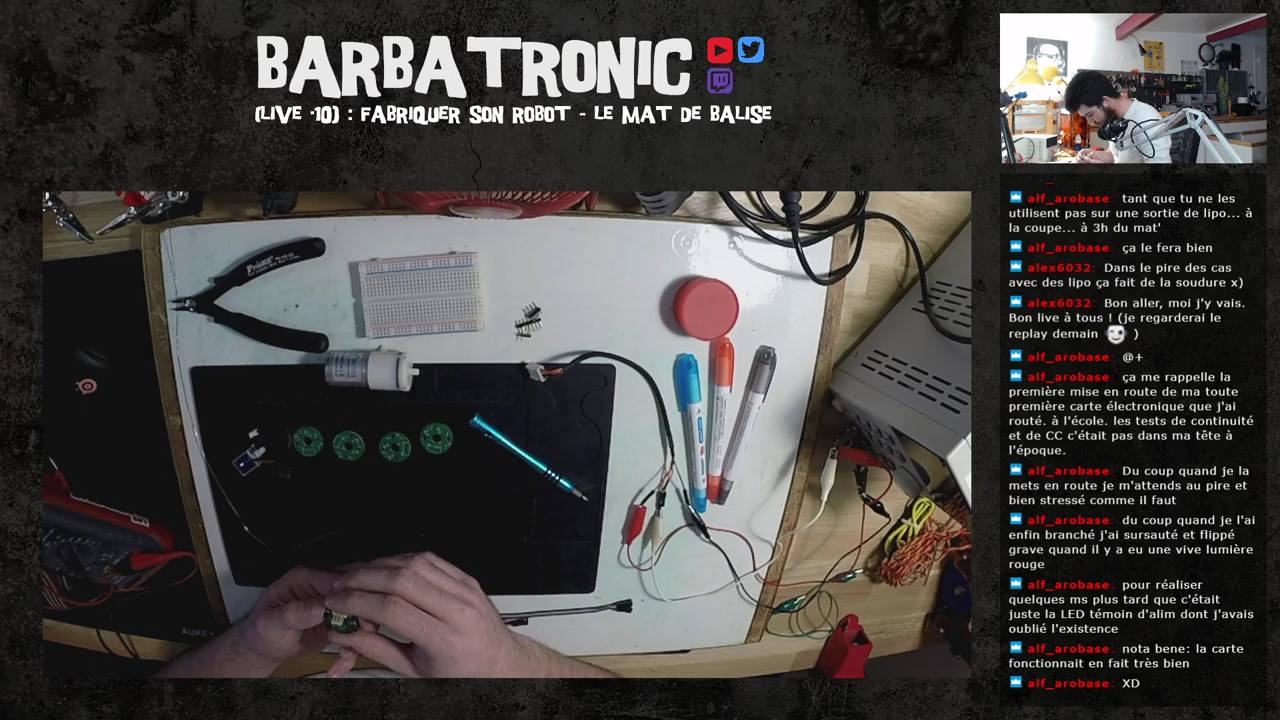 BARBATRONIC
(LIVE -10) : FABRIQUER SON ROBOT - LE MAT DE BALISE
alf_arobase: tant que tu ne les
utilisent pas sur une sortie de lipo... à
la coupe... à 3h du mat'
alf_arobase: ça le fera bien
alex6032: Dans le pire des cas
avec des lipo ça fait de la soudure x)
alex6032: Bon aller, moi j'y vais.
Bon live à tous ! (je regarderai le
replay demain )
alf_arobase: @+
alf_arobase: ça me rappelle la
première mise en route de ma toute
première carte électronique que j'ai
routé. à l'école. les tests de continuité
et de CC c'était pas dans ma tête à
l'époque.
alf_arobase: Du coup quand je la
mets en route je m'attends au pire et
bien stressé comme il faut
alf_arobase: du coup quand je l'ai
enfin branché j'ai sursauté et flippé
grave quand il y a eu une vive lumière
rouge
alf_arobase: pour réaliser
quelques ms plus tard que c'était
juste la LED témoin d'alim dont j'avais
oublié l'existence
alf_arobase: nota bene: la carte
fonctionnait en fait très bien
alf_arobase: XD
AUKEY